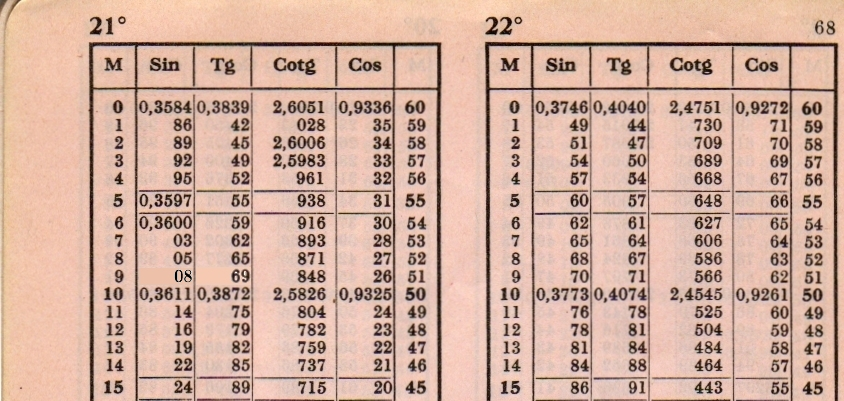 21° 22° 68
M Sin Tg Cotg Cos M Sin Tg Cotg Cos
0 0,3584 0,3839 2,6051 0,9336 60 0 0,3746 0,4040 2,4751 0,9272 60
1 86 42 028 35 59 1 49 44 730 71 59
2 89 45 2,6006 34 58 2 51 47 709 70 58
3 92 49 2,5983 33 57 3 54 50 689 69 57
4 95 52 961 32 56 4 57 54 668 67 56
5 0,3597 55 938 31 55 5 60 57 648 66 55
6 0,3600 59 916 30 54 6 62 61 627 65 54
7 03 62 893 28 53 7 65 64 606 64 53
8 05 65 871 27 52 8 68 67 586 63 52
9 08 69 848 26 51 9 70 71 566 62 51
10 0,3611 0,3872 2,5826 0,9325 50 10 0,3773 0,4074 2,4545 0,9261 50
11 14 75 804 24 49 11 76 78 525 60 49
12 16 79 782 23 48 12 78 81 504 59 48
13 19 82 759 22 47 13 81 84 484 58 47
14 22 85 737 21 46 14 84 88 464 57 46
15 24 89 715 20 45 15 86 91 443 55 45